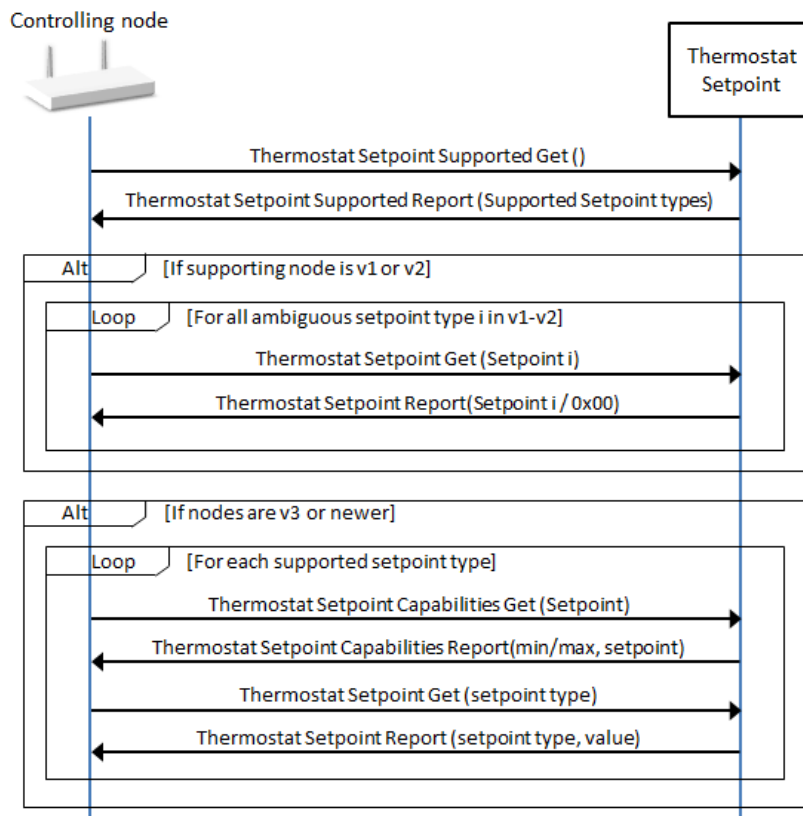 Controlling node
Thermostat
Setpoint
Thermostat Setpoint Supported Get ()
Thermostat Setpoint Supported Report (Supported Setpoint types)
Alt [If supporting node is v1 or v2]
Loop [For all ambiguous setpoint type i in v1-v2]
Thermostat Setpoint Get (Setpoint i)
Thermostat Setpoint Report(Setpoint i / 0x00)
Alt [If nodes are v3 or newer]
Loop [For each supported setpoint type]
Thermostat Setpoint Capabilities Get (Setpoint)
Thermostat Setpoint Capabilities Report(min/max, setpoint)
Thermostat Setpoint Get (setpoint type)
Thermostat Setpoint Report (setpoint type, value)